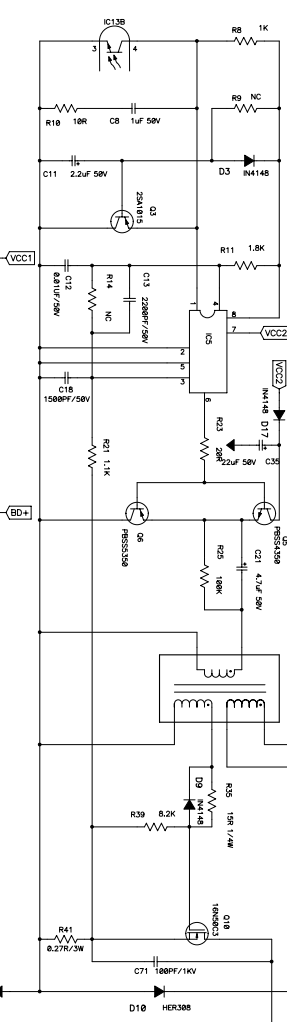 IC13B
3 4
R8 1K
R9 NC
R10 10R
C8 1uF 50V
C11 2.2uF 50V
D3 IN4148
Q3
2SA1015
VCC1
R11 1.8K
C12
0.01UF/50V
R14
NC
C13
2200PF/50V
1 4
8
IC5
7
VCC2
2
5
3
6
C18
1500PF/50V
VCC2
IN4148
D17
R23
20R
22uF 50V C35
R21 1.1K
BD+
Q6
PBSS5350
PBSS4350
R25
100K
C21
4.7uF 50V
D9
IN4148
R35
15R 1/4W
R39 8.2K
Q10
16N50C3
R41
0.27R/3W
C71 100PF/1KV
D10 HER308